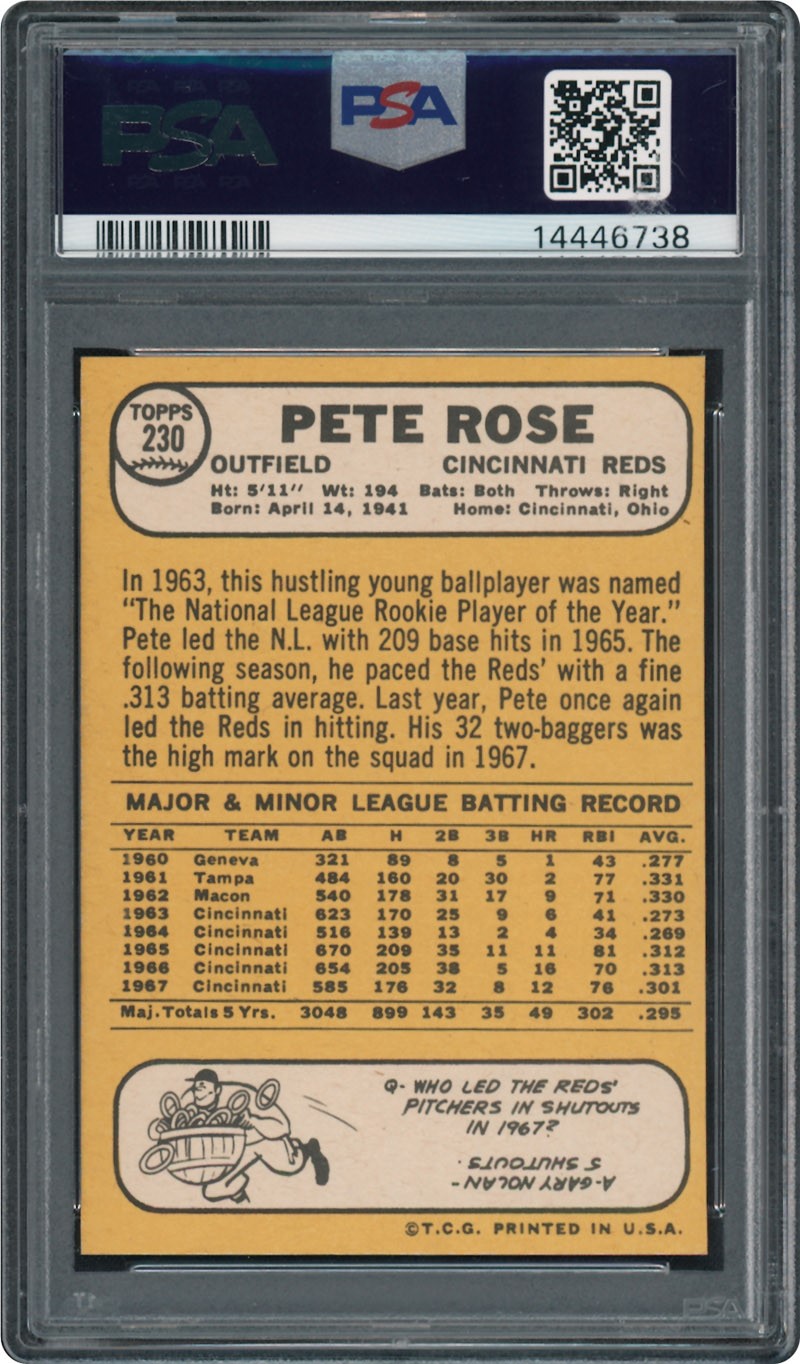 PSA
PSA
14446738
TOPPS
230
PETE ROSE
OUTFIELD CINCINNATI REDS
Ht: 5'11" Wt: 194 Bats: Both Throws: Right
Born: April 14, 1941 Home: Cincinnati, Ohio
In 1963, this hustling young ballplayer was named
"The National League Rookie Player of the Year."
Pete led the N.L. with 209 base hits in 1965. The
following season, he paced the Reds' with a fine
.313 batting average. Last year, Pete once again
led the Reds in hitting. His 32 two-baggers was
the high mark on the squad in 1967.
MAJOR & MINOR LEAGUE BATTING RECORD
YEAR TEAM AB H 2B 3B HR RBI AVG.
1960 Geneva 321 89 8 5 1 43 .277
1961 Tampa 484 160 20 30 2 77 .331
1962 Macon 540 178 31 17 9 71 .330
1963 Cincinnati 623 170 25 9 6 41 .273
1964 Cincinnati 516 139 13 2 4 34 .269
1965 Cincinnati 670 209 35 11 11 81 .312
1966 Cincinnati 654 205 38 5 16 70 .313
1967 Cincinnati 585 176 32 8 12 76 .301
Maj. Totals 5 Yrs. 3048 899 143 35 49 302 .295
Q- WHO LED THE REDS'
PITCHERS IN SHUTOUTS
IN 1967?
A-GARY NOLAN -
5 SHUTOUTS.
©T.C.G. PRINTED IN U.S.A.
PSA